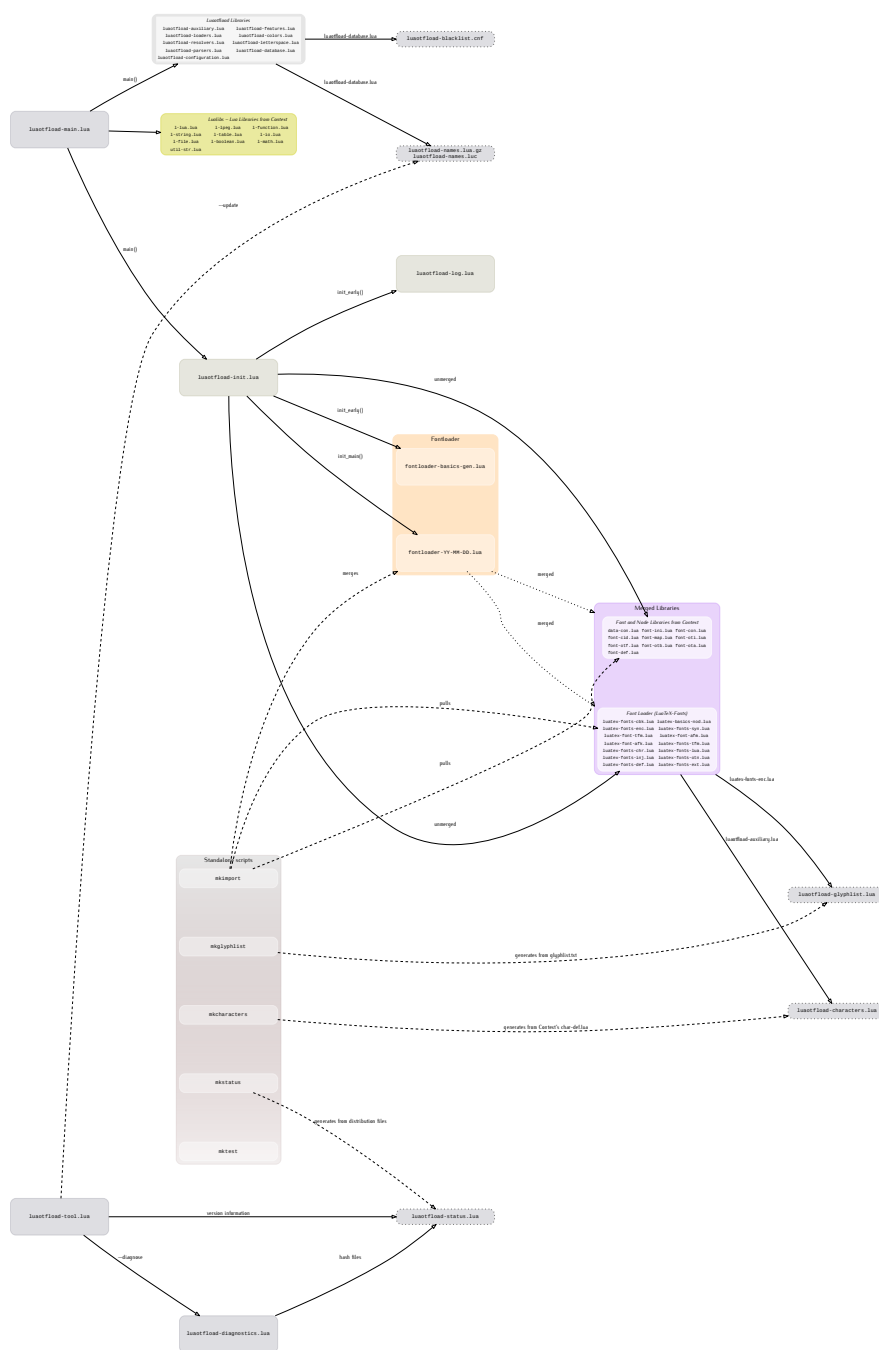 Luaotfload Libraries
luaotfload-auxiliary.lua luaotfload-features.lua
luaotfload-loaders.lua luaotfload-colors.lua
luaotfload-resolvers.lua luaotfload-letterspace.lua
luaotfload-parsers.lua luaotfload-database.lua
luaotfload-configuration.lua
luaotfload-database.lua
luaotfload-blacklist.cnf
main()
luaotfload-database.lua
luaotfload-main.lua
Lualibs – Lua Libraries from Context
l-lua.lua l-lpeg.lua l-function.lua
l-string.lua l-table.lua l-io.lua
l-file.lua l-boolean.lua l-math.lua
util-str.lua
luaotfload-names.lua.gz
luaotfload-names.luc
--update
main()
luaotfload-log.lua
init_early()
luaotfload-init.lua
unmerged
init_early()
Fontloader
init_main()
fontloader-basics-gen.lua
fontloader-YY-MM-DD.lua
merges
merged
Merged Libraries
merged
Font and Node Libraries from Context
data-con.lua font-ini.lua font-con.lua
font-cid.lua font-map.lua font-oti.lua
font-otf.lua font-otb.lua font-ota.lua
font-def.lua
pulls
Font Loader (LuaTeX-Fonts)
luatex-fonts-cbk.lua luatex-basics-nod.lua
luatex-fonts-enc.lua luatex-fonts-syn.lua
luatex-font-tfm.lua luatex-font-afm.lua
luatex-font-afk.lua luatex-fonts-tfm.lua
luatex-fonts-chr.lua luatex-fonts-lua.lua
luatex-fonts-inj.lua luatex-fonts-otn.lua
luatex-fonts-def.lua luatex-fonts-ext.lua
pulls
luatex-fonts-enc.lua
unmerged
luaotfload-auxiliary.lua
Standalone scripts
mkimport
luaotfload-glyphlist.lua
mkglyphlist
generates from glyphlist.txt
mkcharacters
luaotfload-characters.lua
generates from Context's char-def.lua
mkstatus
generates from distribution files
mktest
luaotfload-tool.lua
version information
luaotfload-status.lua
--diagnose
hash files
luaotfload-diagnostics.lua